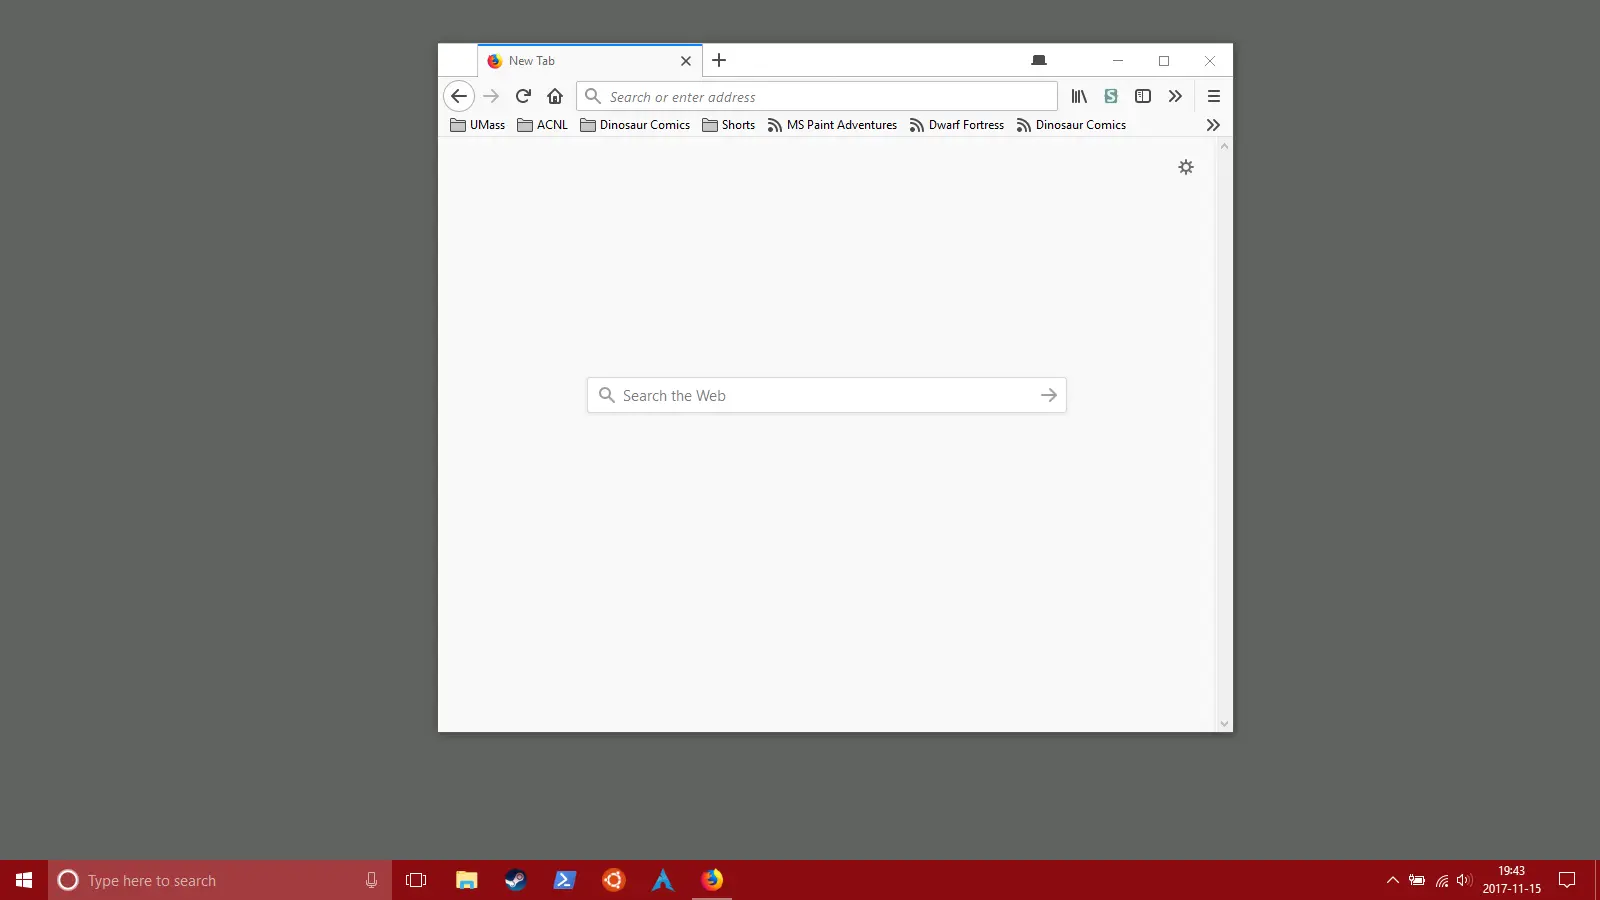 New Tab
Search or enter address
UMass ACNL Dinosaur Comics Shorts MS Paint Adventures Dwarf Fortress Dinosaur Comics
Search the Web
Type here to search
19:43
2017-11-15